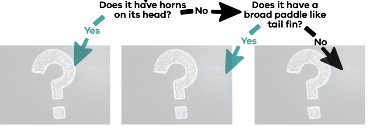 Does it have horns
on its head?
No
Does it have a
broad paddle like
tail fin?
Yes
Yes
No